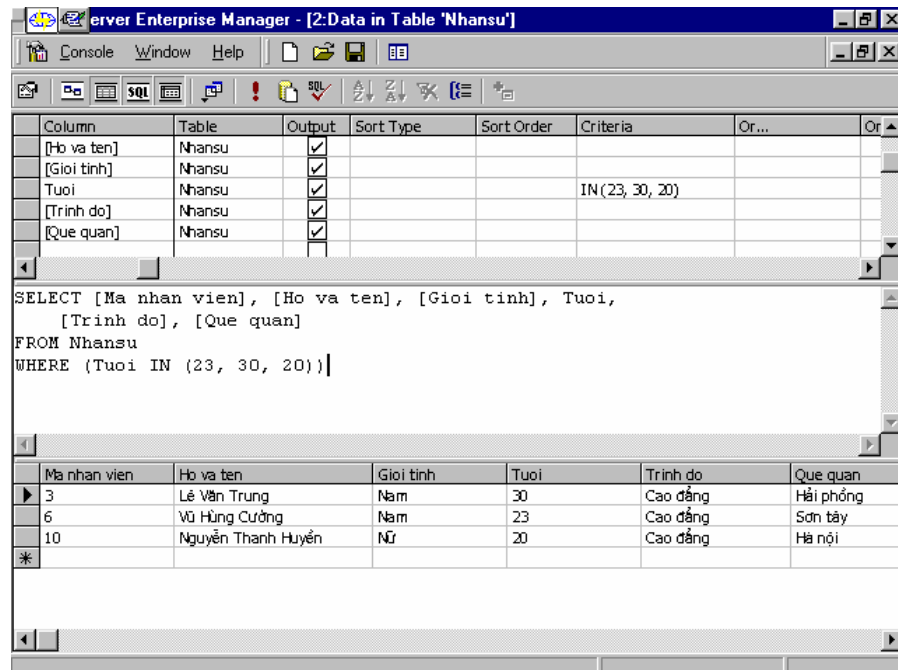 erver Enterprise Manager - [2:Data in Table 'Nhansu']
Console Window Help
SQL SQL
Column Table Output Sort Type Sort Order Criteria Or... Or
[Ho va ten] Nhansu
[Gioi tinh] Nhansu
Tuoi Nhansu IN (23, 30, 20)
[Trinh do] Nhansu
[Que quan] Nhansu
SELECT [Ma nhan vien], [Ho va ten], [Gioi tinh], Tuoi,
[Trinh do], [Que quan]
FROM Nhansu
WHERE (Tuoi IN (23, 30, 20))
Ma nhan vien Ho va ten Gioi tinh Tuoi Trinh do Que quan
3 Lê Văn Trung Nam 30 Cao đẳng Hải phồng
6 Vũ Hùng Cường Nam 23 Cao đẳng Sơn tây
10 Nguyễn Thanh Huyền Nữ 20 Cao đẳng Hà nội